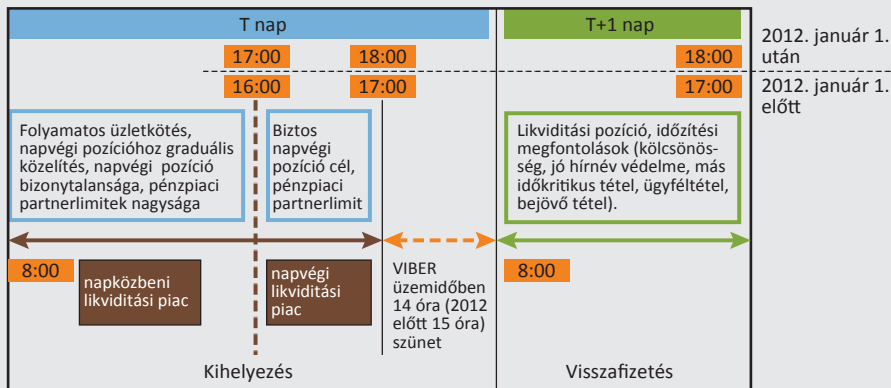 T nap
T+1 nap
17:00
18:00
18:00
2012. január 1.
után
16:00
17:00
17:00
2012. január 1.
előtt
Folyamatos üzletkötés,
napvégi pozícióhoz graduális
közelítés, napvégi pozíció
bizonytalansága, pénzpiaci
partnerlimitek nagysága
Biztos
napvégi
pozíció cél,
pénzpiaci
partnerlimit
Likviditási pozíció, időzítési
megfontolások (kölcsönös-
ség, jó hírnév védelme, más
időkritikus tétel, ügyféltétel,
bejövő tétel).
8:00
napközbeni
likviditási piac
napvégi
likviditási
piac
VIBER
üzemidőben
14 óra (2012
előtt 15 óra)
szünet
8:00
Kihelyezés
Visszafizetés